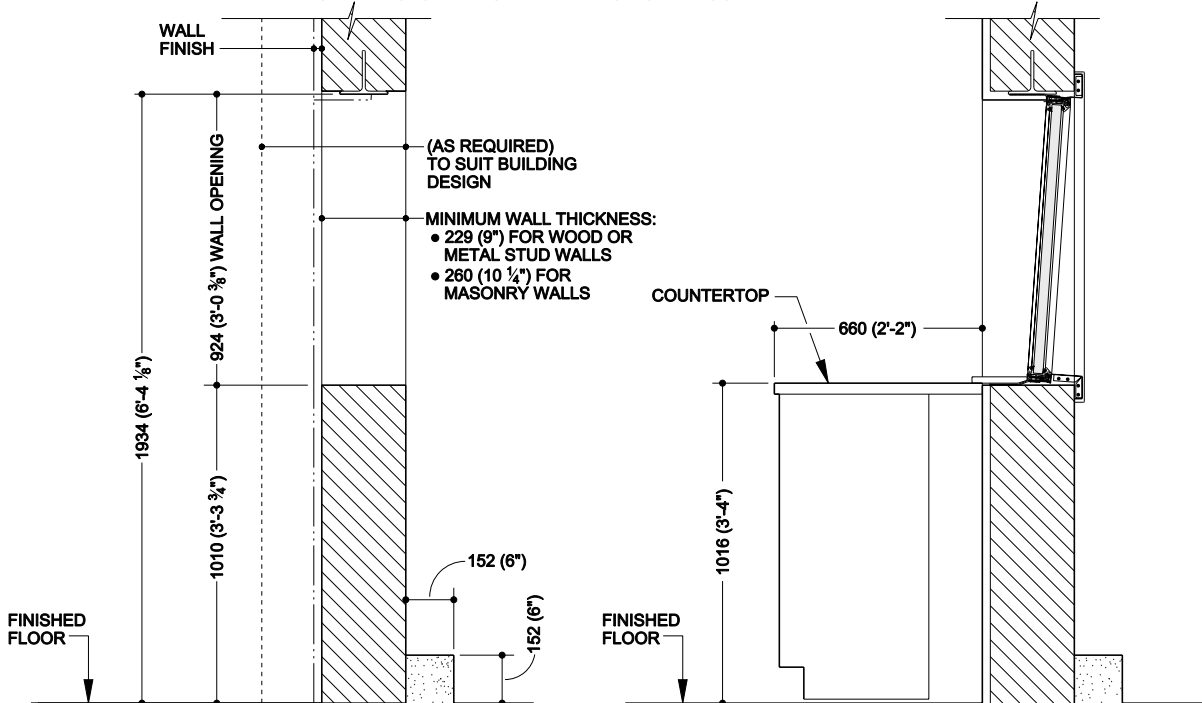 WALL
FINISH
(AS REQUIRED)
TO SUIT BUILDING
DESIGN
MINIMUM WALL THICKNESS:
• 229 (9") FOR WOOD OR
METAL STUD WALLS
• 260 (10 ¼") FOR
MASONRY WALLS
924 (3'-0 ⅜") WALL OPENING
1934 (6'-4 ⅛")
1010 (3'-3 ¾")
152 (6")
152 (6")
FINISHED
FLOOR
COUNTERTOP
660 (2'-2")
1016 (3'-4")
FINISHED
FLOOR